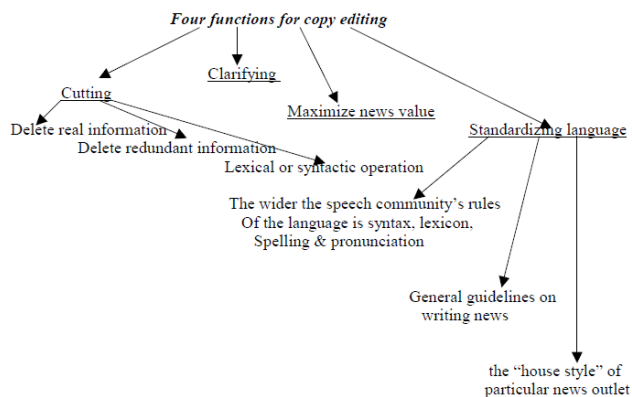 Four functions for copy editing
Clarifying
Cutting
Maximize news value
Delete real information
Standardizing language
Delete redundant information
Lexical or syntactic operation
The wider the speech community's rules
Of the language is syntax, lexicon,
Spelling & pronunciation
General guidelines on
writing news
the “house style” of
particular news outlet